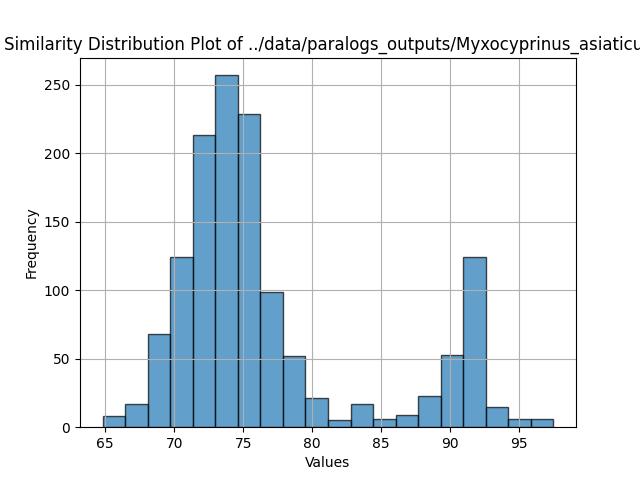 Similarity Distribution Plot of ../data/paralogs_outputs/Myxocyprinus_asiaticu
250
200
150
100
50
0
Frequency
65 70 75 80 85 90 95
Values